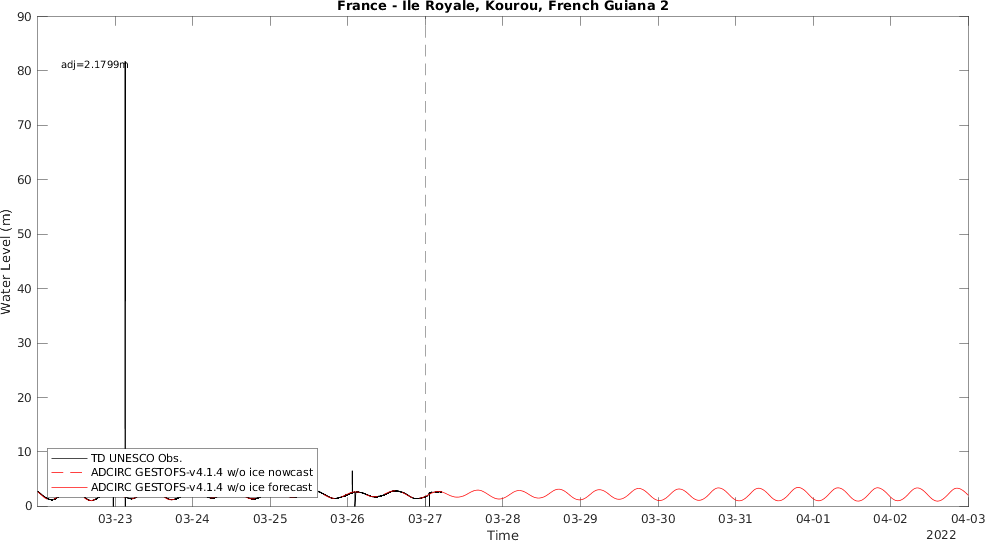 France - Ile Royale, Kourou, French Guiana 2
90
80
70
60
50
40
30
20
10
0
Water Level (m)
adj=2.1799m
TD UNESCO Obs.
ADCIRC GESTOFS-v4.1.4 w/o ice nowcast
ADCIRC GESTOFS-v4.1.4 w/o ice forecast
03-23 03-24 03-25 03-26 03-27 03-28 03-29 03-30 03-31 04-01 04-02 04-03
Time
2022